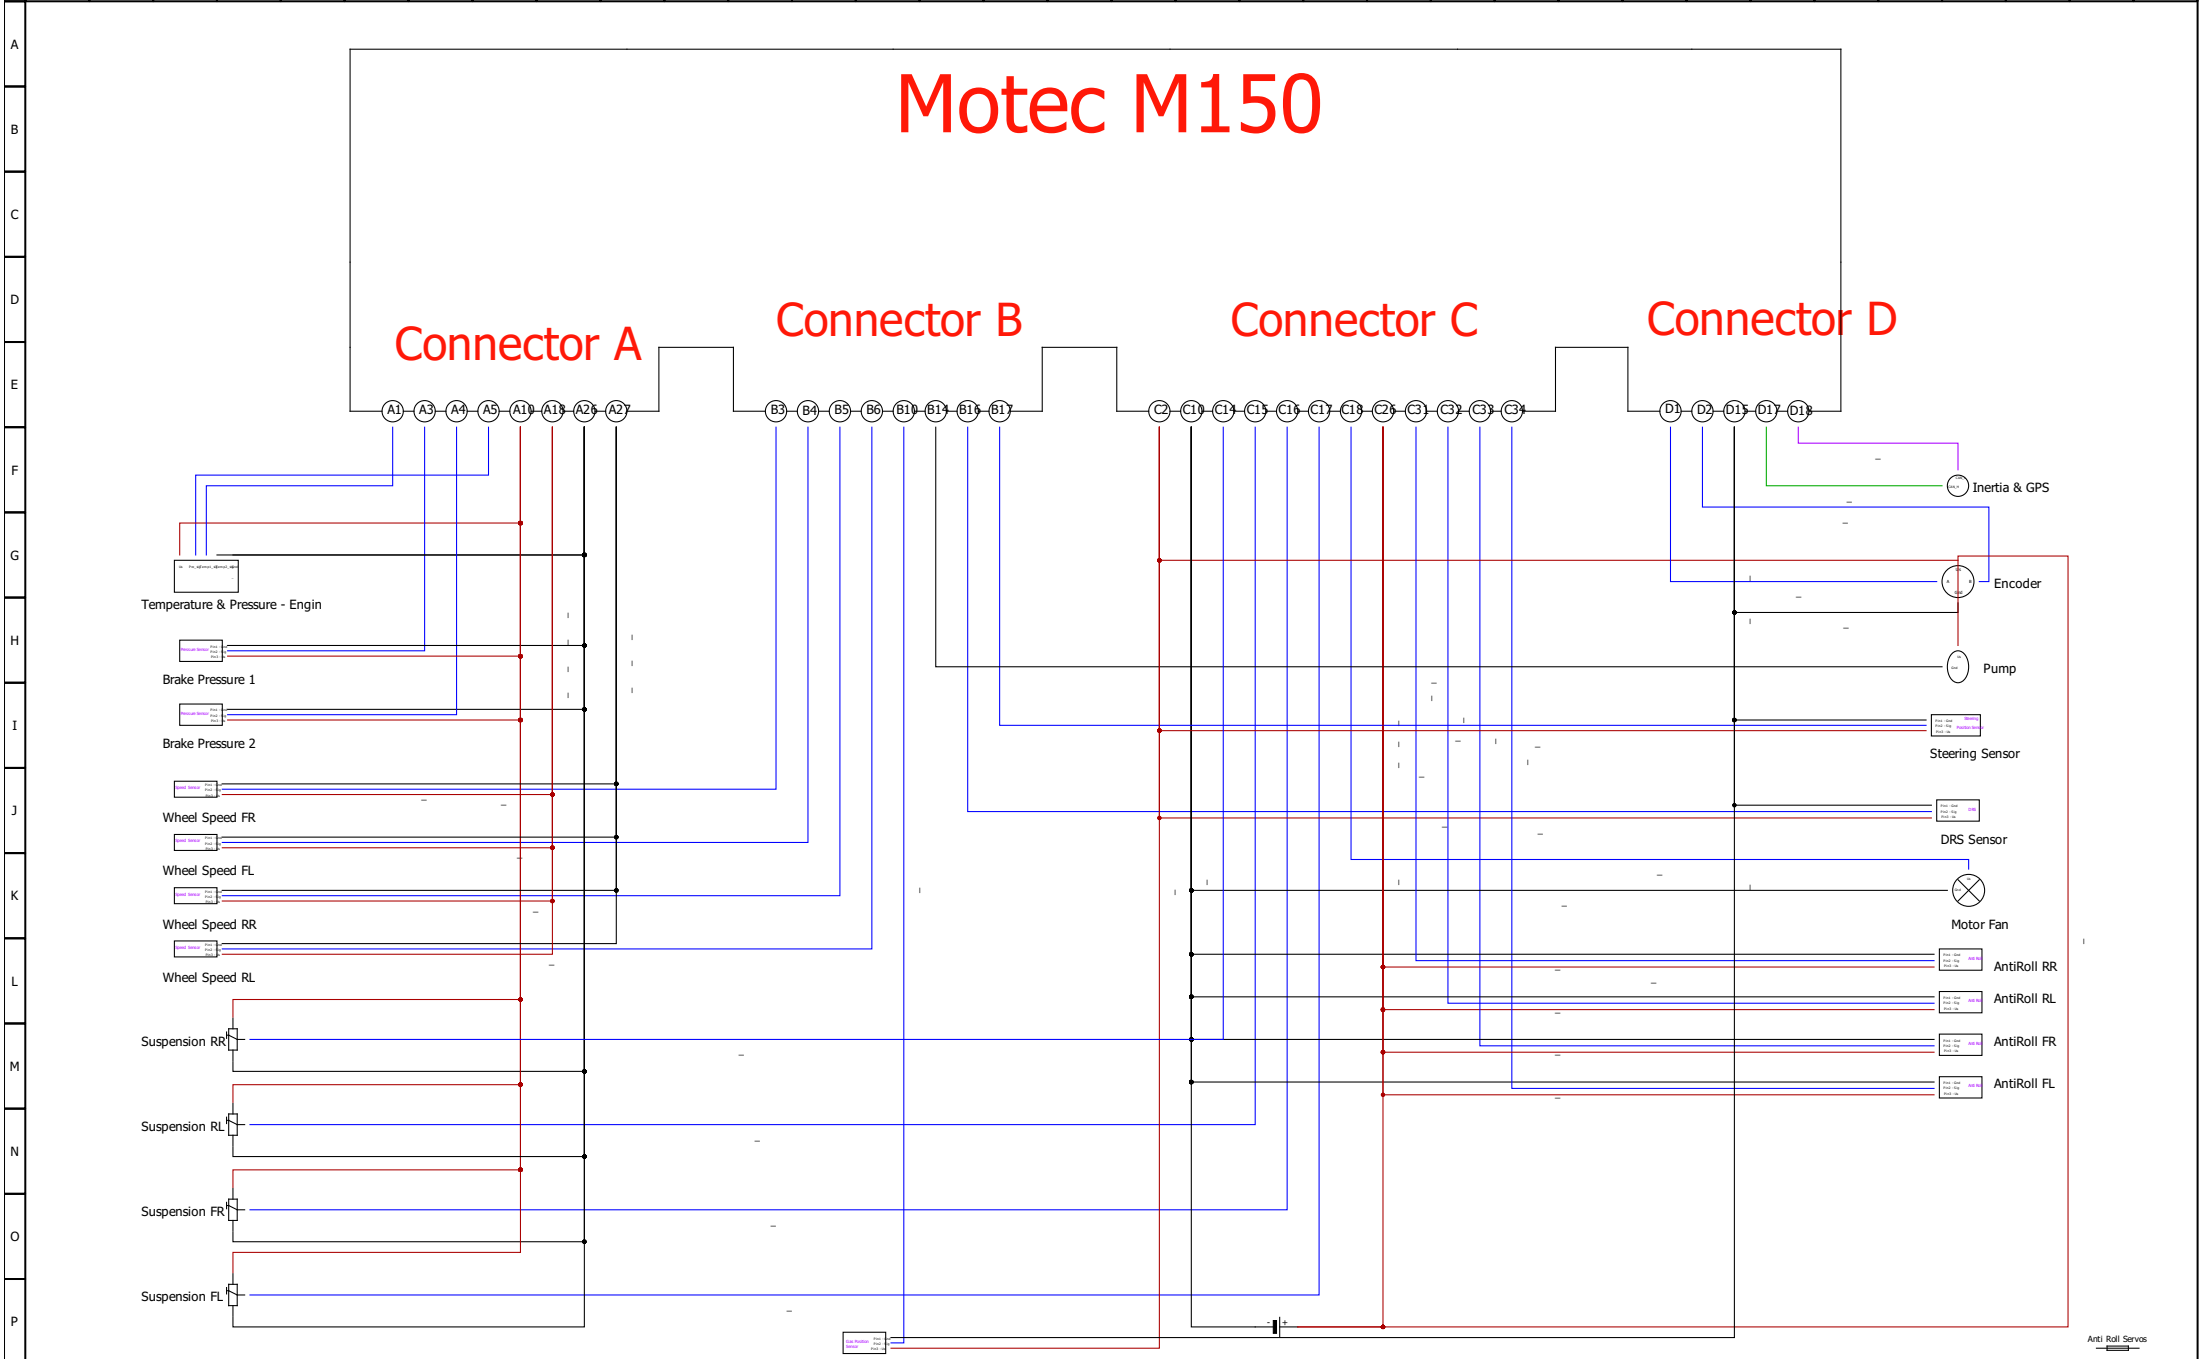 A
B
C
D
E
F
G
H
I
J
K
L
M
N
O
P
Motec M150
Connector A
Connector B
Connector C
Connector D
A1 A3 A4 A5 A10 A18 A26 A27
B3 B4 B5 B6 B10 B14 B16 B17
C2 C10 C14 C15 C16 C17 C18 C26 C31 C32 C33 C34
D1 D2 D15 D17 D18
Inertia & GPS
Encoder
Pump
Steering Sensor
DRS Sensor
Motor Fan
AntiRoll RR
AntiRoll RL
AntiRoll FR
AntiRoll FL
Temperature & Pressure - Engin
Brake Pressure 1
Brake Pressure 2
Wheel Speed FR
Wheel Speed FL
Wheel Speed RR
Wheel Speed RL
Suspension RR
Suspension RL
Suspension FR
Suspension FL
- +
Anti Roll Servos